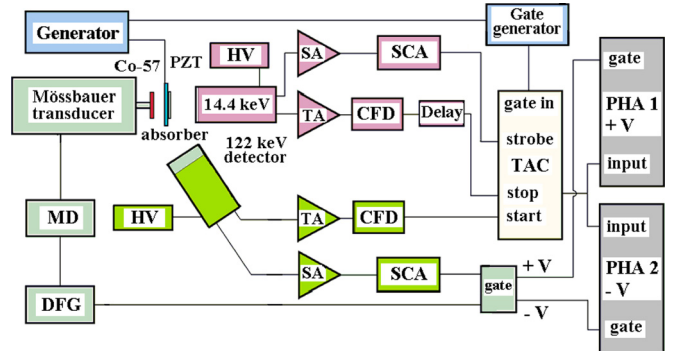 Generator
Gate
generator
HV
SA
SCA
gate
Co-57
PZT
Mössbauer
transducer
14.4 keV
gate in
PHA 1
+ V
absorber
TA
CFD
Delay
122 keV
detector
strobe
TAC
input
stop
start
MD
HV
TA
CFD
input
SA
SCA
+ V
PHA 2
- V
DFG
gate
- V
gate